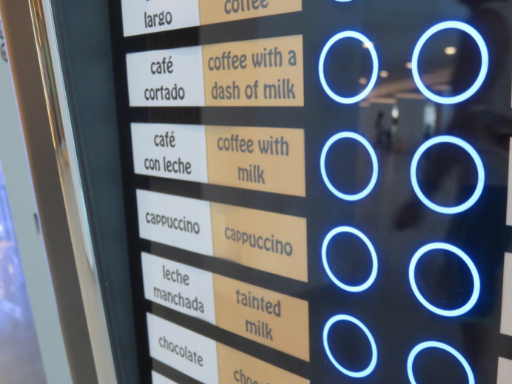 largo
coffee
café
cortado
coffee with a
dash of milk
café
con leche
coffee with
milk
cappuccino
cappuccino
leche
manchada
tainted
milk
chocolate